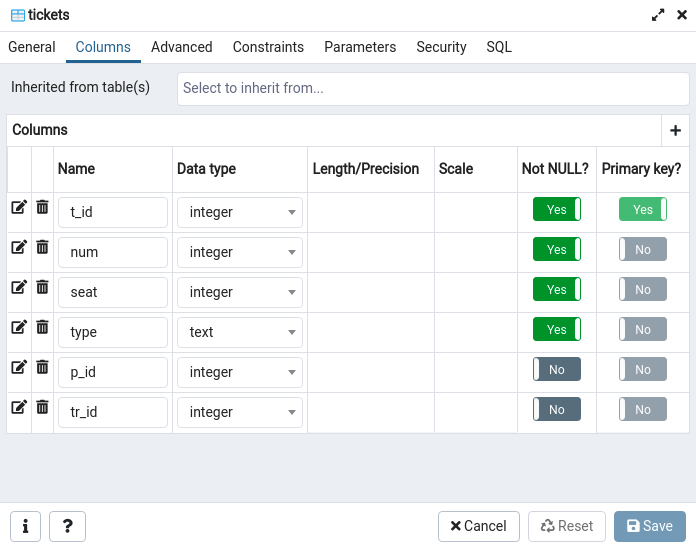 tickets
General Columns Advanced Constraints Parameters Security SQL
Inherited from table(s) Select to inherit from...
Columns
Name Data type Length/Precision Scale Not NULL? Primary key?
t_id integer Yes Yes
num integer Yes No
seat integer Yes No
type text Yes No
p_id integer No No
tr_id integer No No
i ? Cancel Reset Save